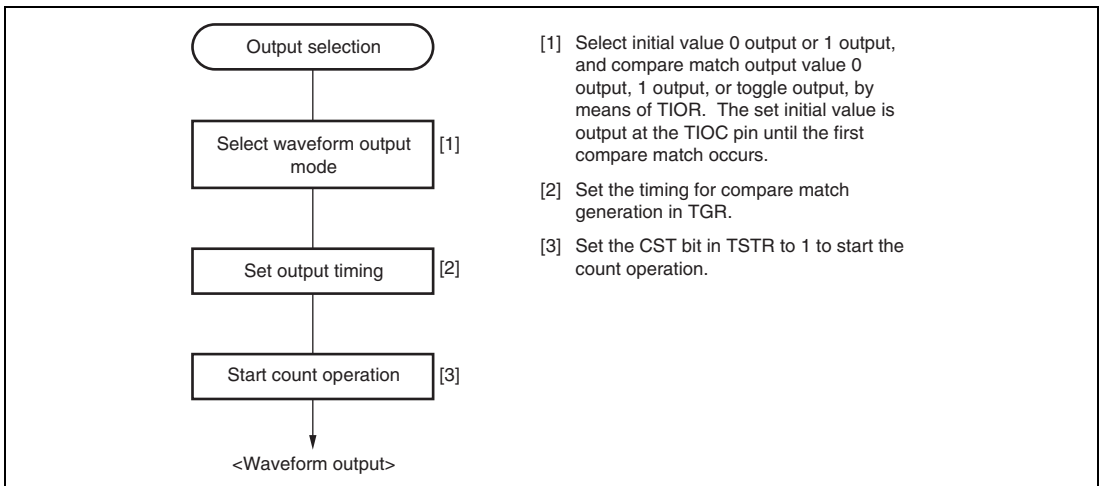 Output selection
Select waveform output
mode
[1]
Set output timing
[2]
Start count operation
[3]
<Waveform output>
[1] Select initial value 0 output or 1 output,
and compare match output value 0
output, 1 output, or toggle output, by
means of TIOR. The set initial value is
output at the TIOC pin until the first
compare match occurs.
[2] Set the timing for compare match
generation in TGR.
[3] Set the CST bit in TSTR to 1 to start the
count operation.